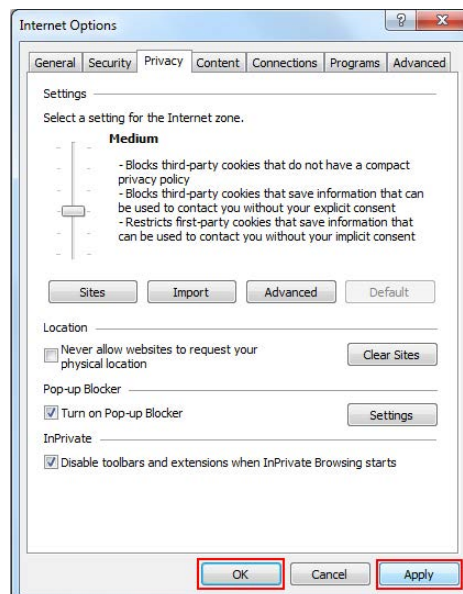 Internet Options
General Security Privacy Content Connections Programs Advanced
Settings
Select a setting for the Internet zone.
Medium
- Blocks third-party cookies that do not have a compact
privacy policy
- Blocks third-party cookies that save information that can
be used to contact you without your explicit consent
- Restricts first-party cookies that save information that
can be used to contact you without your implicit consent
Sites Import Advanced Default
Location
Never allow websites to request your
physical location
Clear Sites
Pop-up Blocker
Turn on Pop-up Blocker Settings
InPrivate
Disable toolbars and extensions when InPrivate Browsing starts
OK Cancel Apply